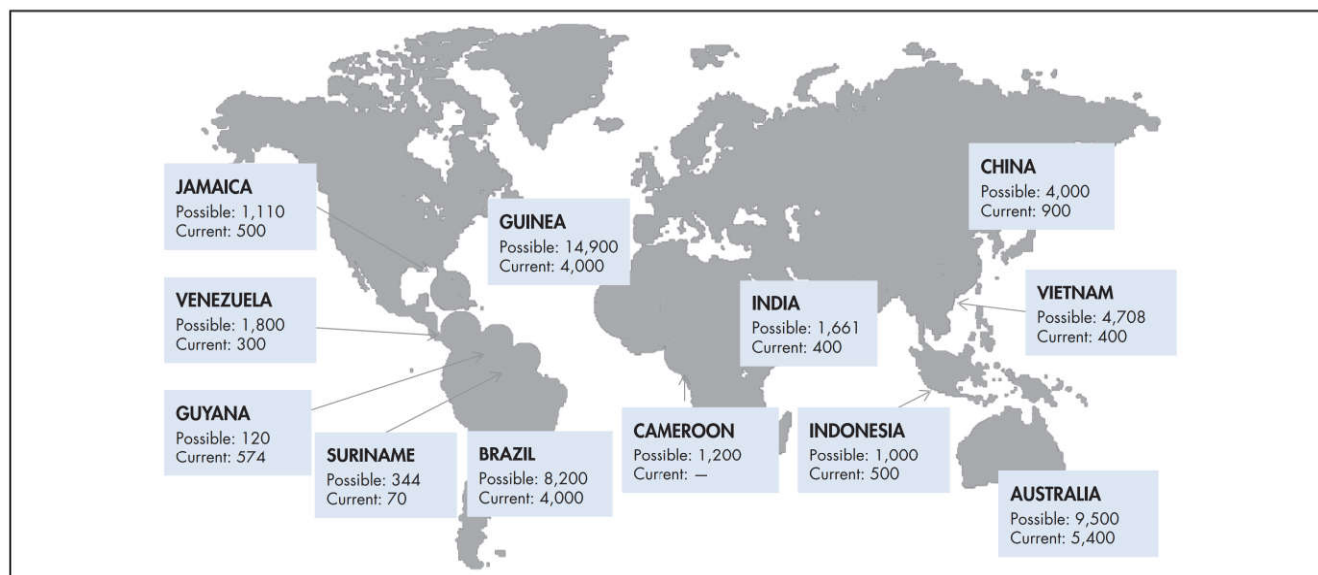 JAMAICA
Possible: 1,110
Current: 500
VENEZUELA
Possible: 1,800
Current: 300
GUYANA
Possible: 120
Current: 574
SURINAME
Possible: 344
Current: 70
BRAZIL
Possible: 8,200
Current: 4,000
GUINEA
Possible: 14,900
Current: 4,000
CAMEROON
Possible: 1,200
Current: —
INDIA
Possible: 1,661
Current: 400
CHINA
Possible: 4,000
Current: 900
VIETNAM
Possible: 4,708
Current: 400
INDONESIA
Possible: 1,000
Current: 500
AUSTRALIA
Possible: 9,500
Current: 5,400